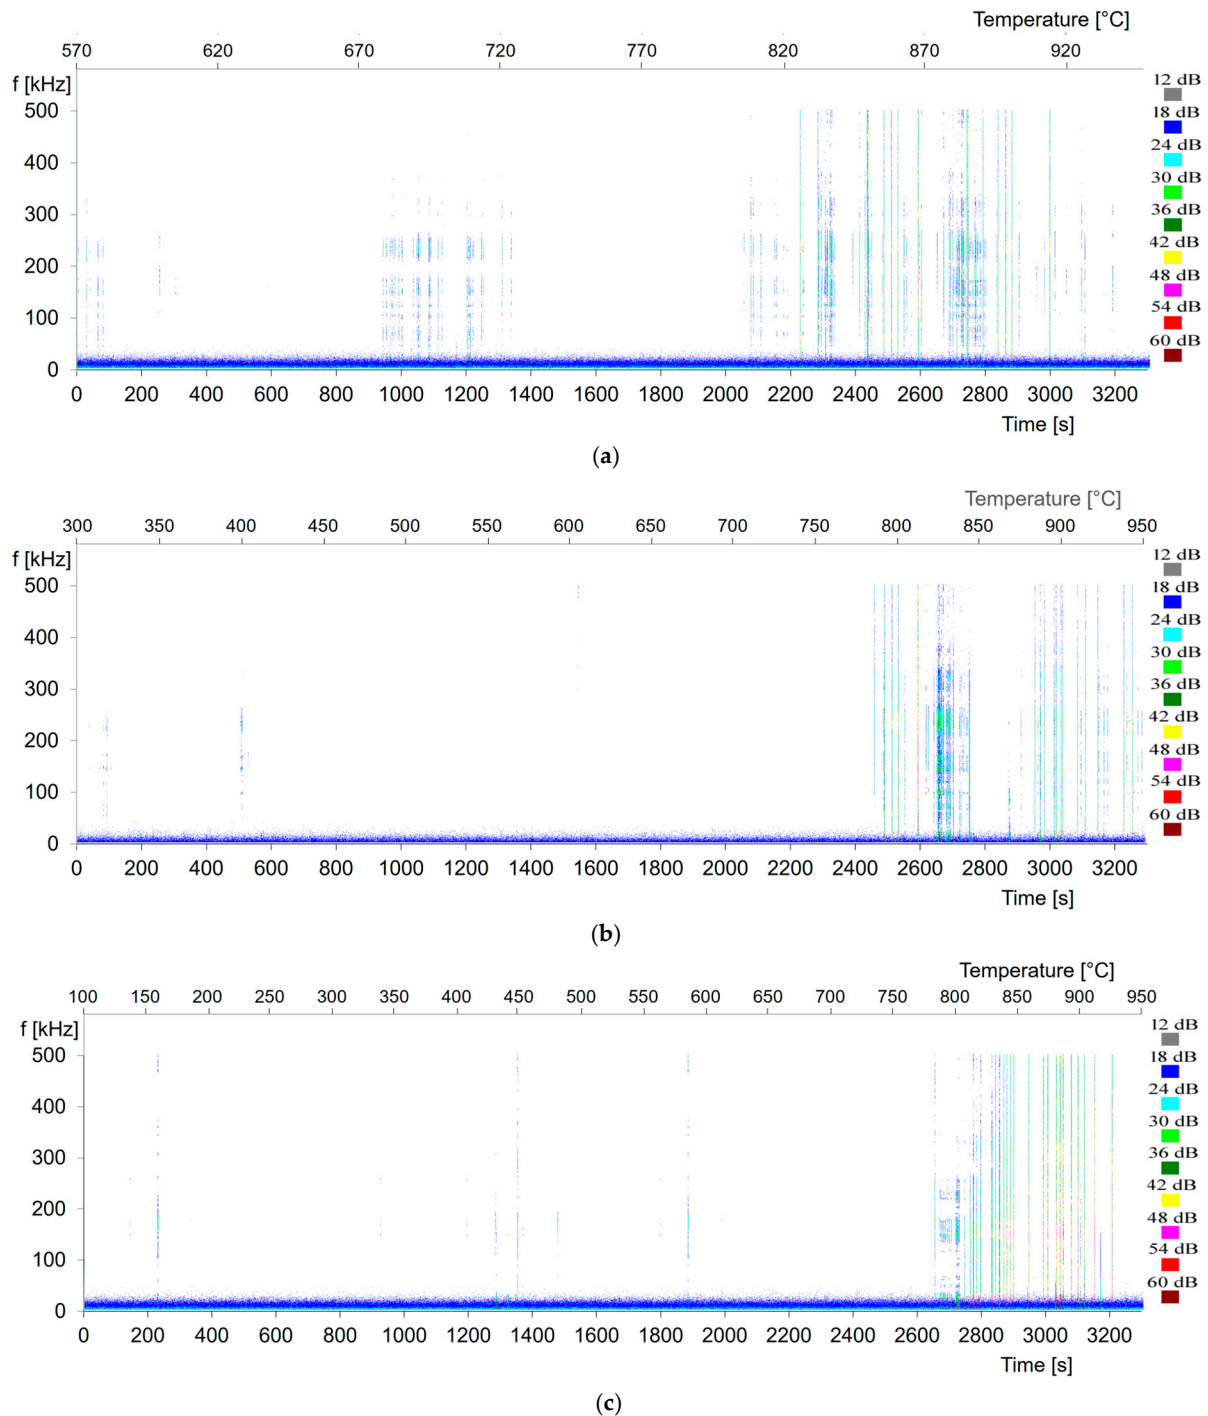 Temperature [°C]
570 620 670 720 770 820 870 920
f [kHz]
12 dB
500
18 dB
24 dB
400
30 dB
300
36 dB
42 dB
200
48 dB
100
54 dB
60 dB
0
0 200 400 600 800 1000 1200 1400 1600 1800 2000 2200 2400 2600 2800 3000 3200
Time [s]
(a)
Temperature [°C]
300 350 400 450 500 550 600 650 700 750 800 850 900 950
f [kHz]
12 dB
500
18 dB
24 dB
400
30 dB
300
36 dB
42 dB
200
48 dB
100
54 dB
60 dB
0
0 200 400 600 800 1000 1200 1400 1600 1800 2000 2200 2400 2600 2800 3000 3200
Time [s]
(b)
Temperature [°C]
100 150 200 250 300 350 400 450 500 550 600 650 700 750 800 850 900 950
f [kHz]
12 dB
500
18 dB
24 dB
400
30 dB
300
36 dB
42 dB
200
48 dB
100
54 dB
60 dB
0
0 200 400 600 800 1000 1200 1400 1600 1800 2000 2200 2400 2600 2800 3000 3200
Time [s]
(c)